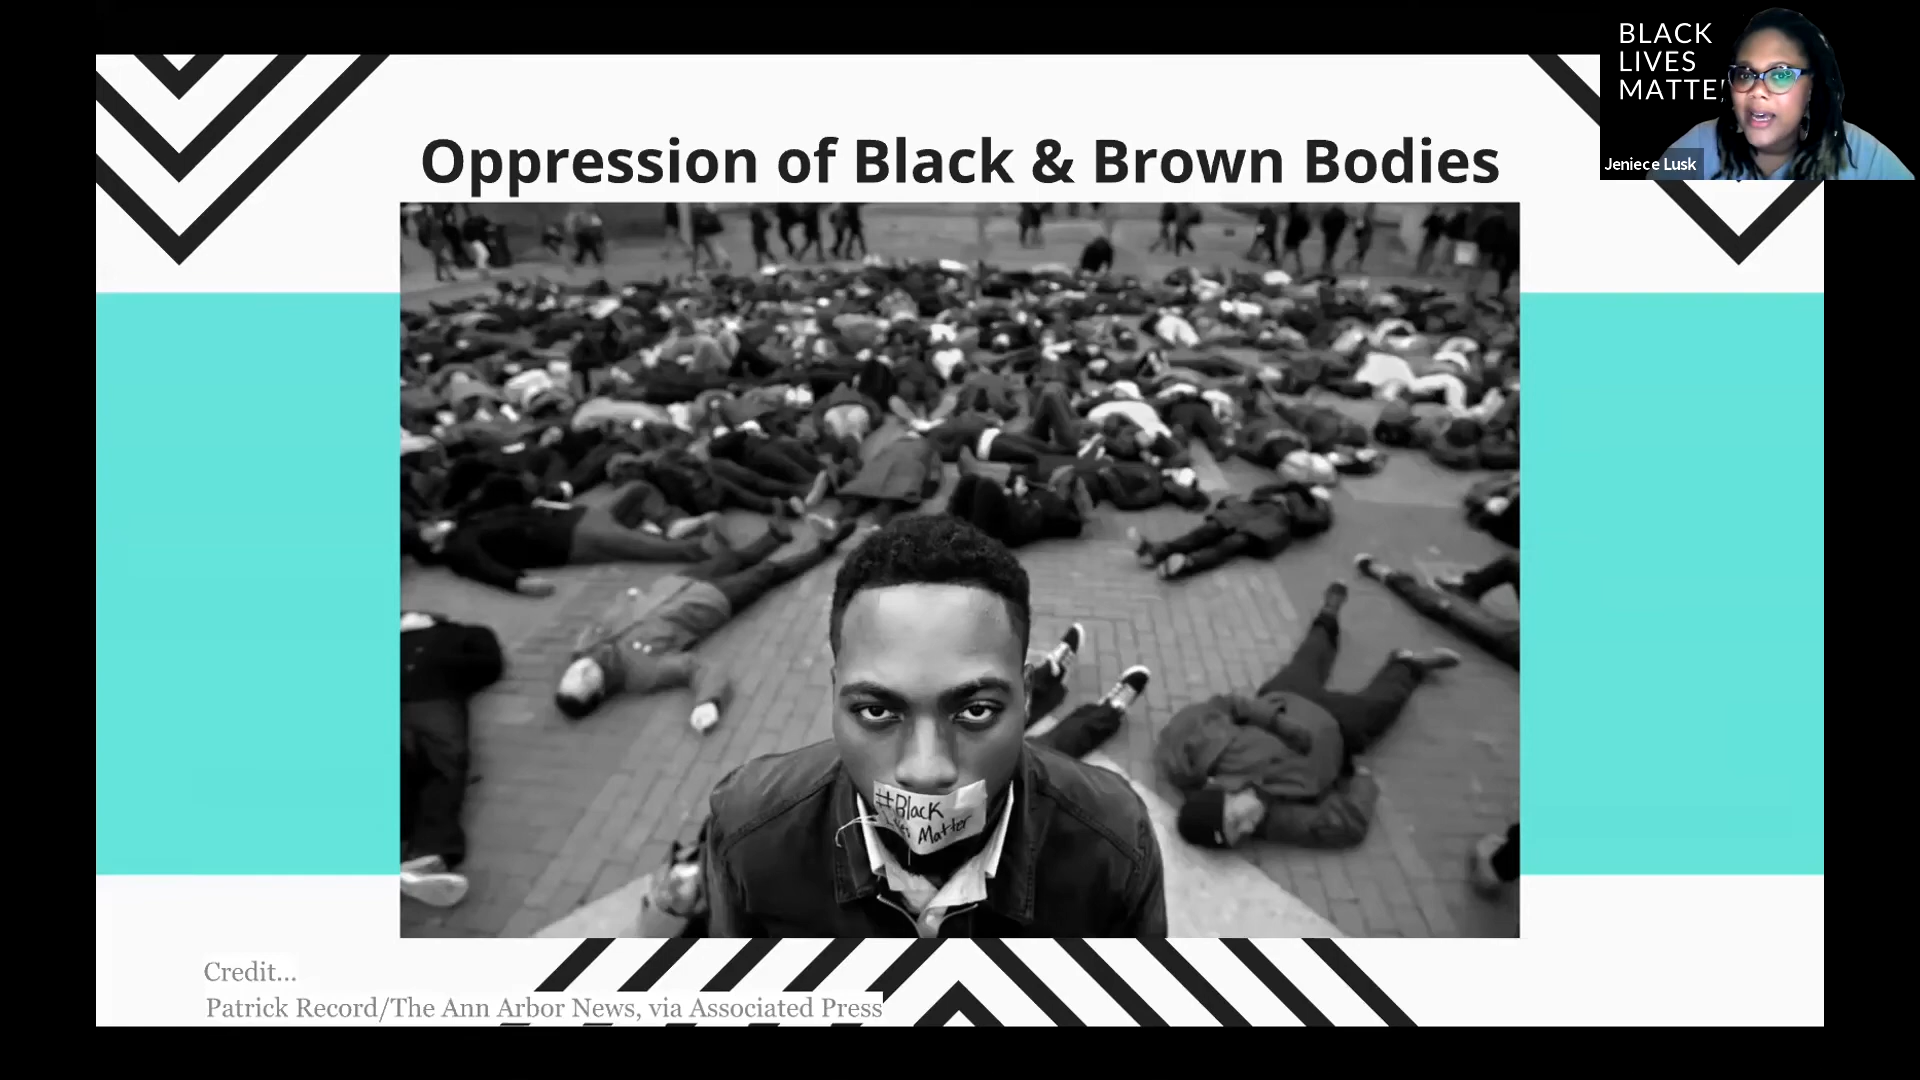 BLACK
LIVES
MATTE
Jeniece Lusk
Oppression of Black & Brown Bodies
#Black
Lives Matter
Credit...
Patrick Record/The Ann Arbor News, via Associated Press